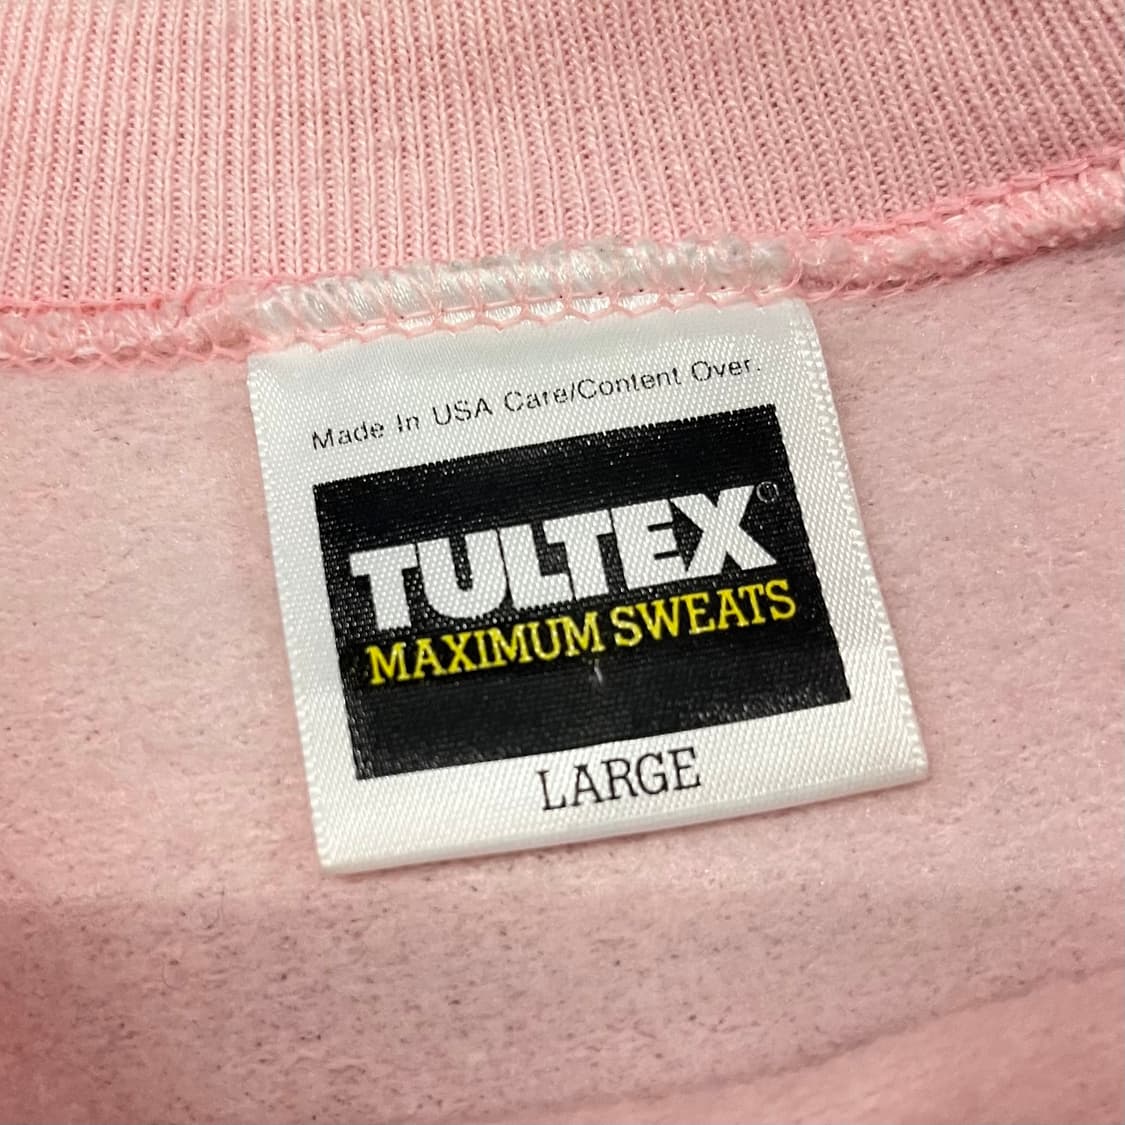 Made In USA Care/Content Over.
TULTEX®
MAXIMUM SWEATS
LARGE